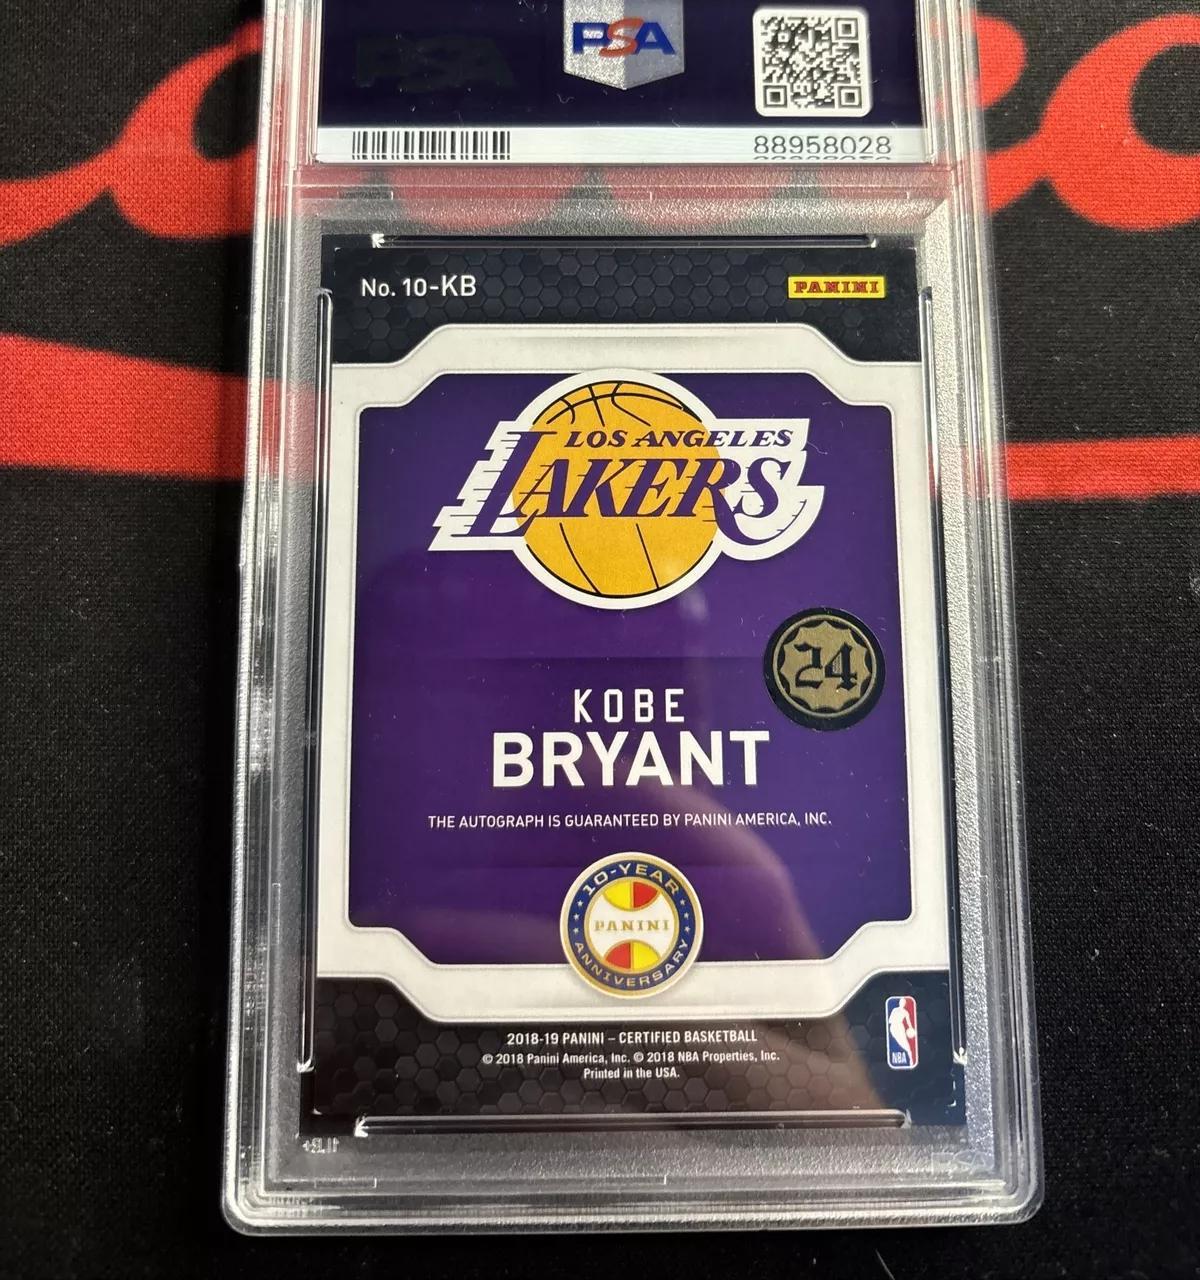 PSA
PSA
88958028
No. 10-KB
PANINI
LOS ANGELES
LAKERS
24
KOBE
BRYANT
THE AUTOGRAPH IS GUARANTEED BY PANINI AMERICA, INC.
10-YEAR
PANINI
ANNIVERSARY
2018-19 PANINI – CERTIFIED BASKETBALL
© 2018 Panini America, Inc. © 2018 NBA Properties, Inc.
Printed in the USA.
NBA
PSA